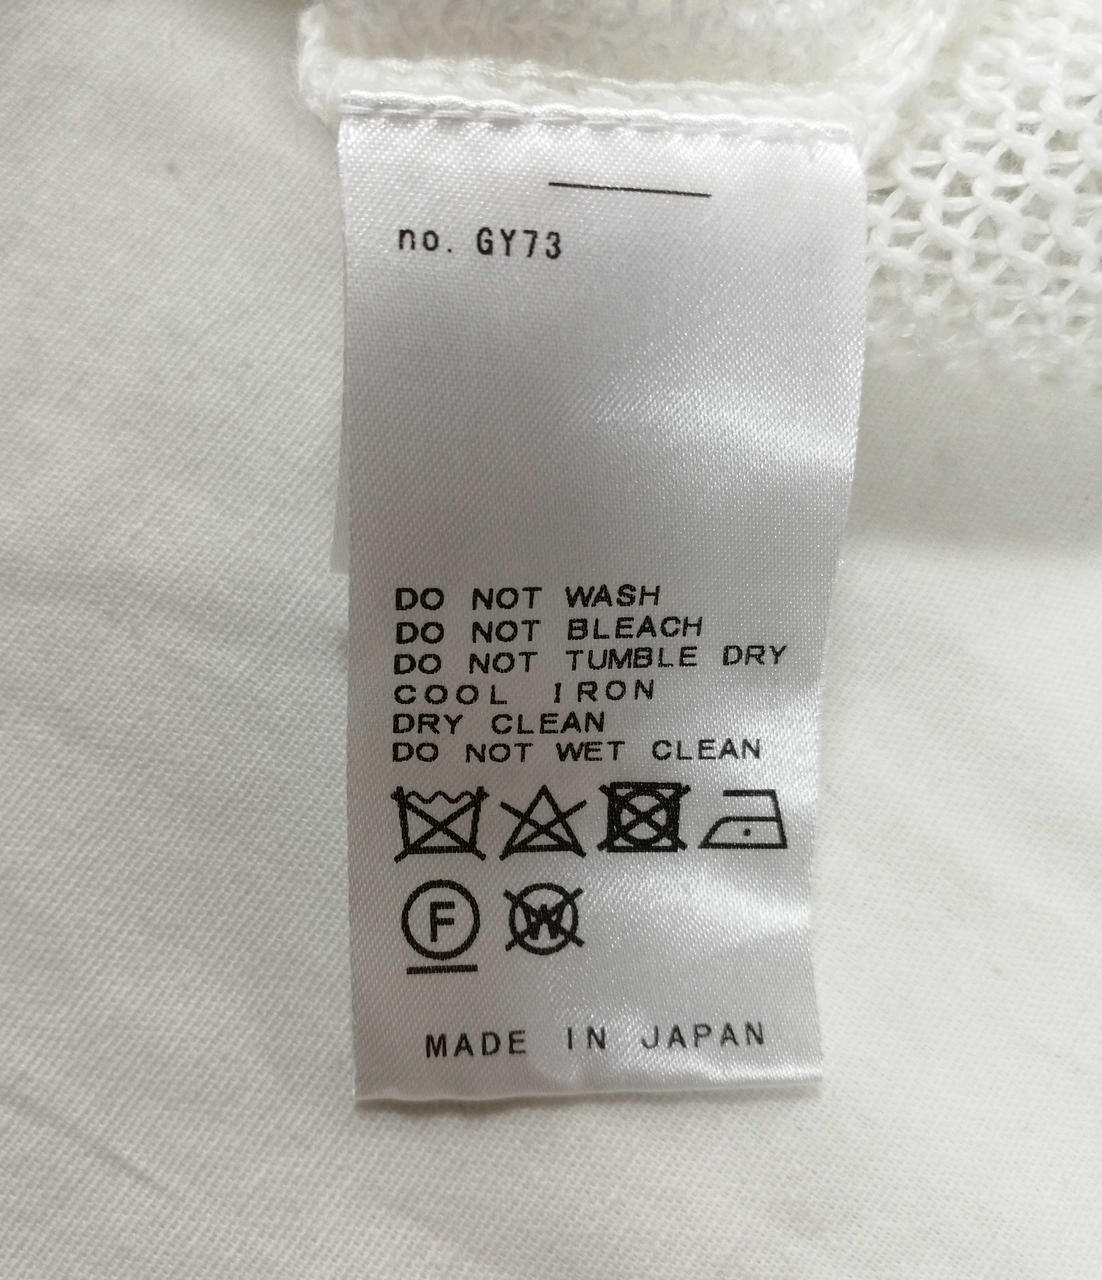 no. GY73
DO NOT WASH
DO NOT BLEACH
DO NOT TUMBLE DRY
COOL IRON
DRY CLEAN
DO NOT WET CLEAN
F W
MADE IN JAPAN